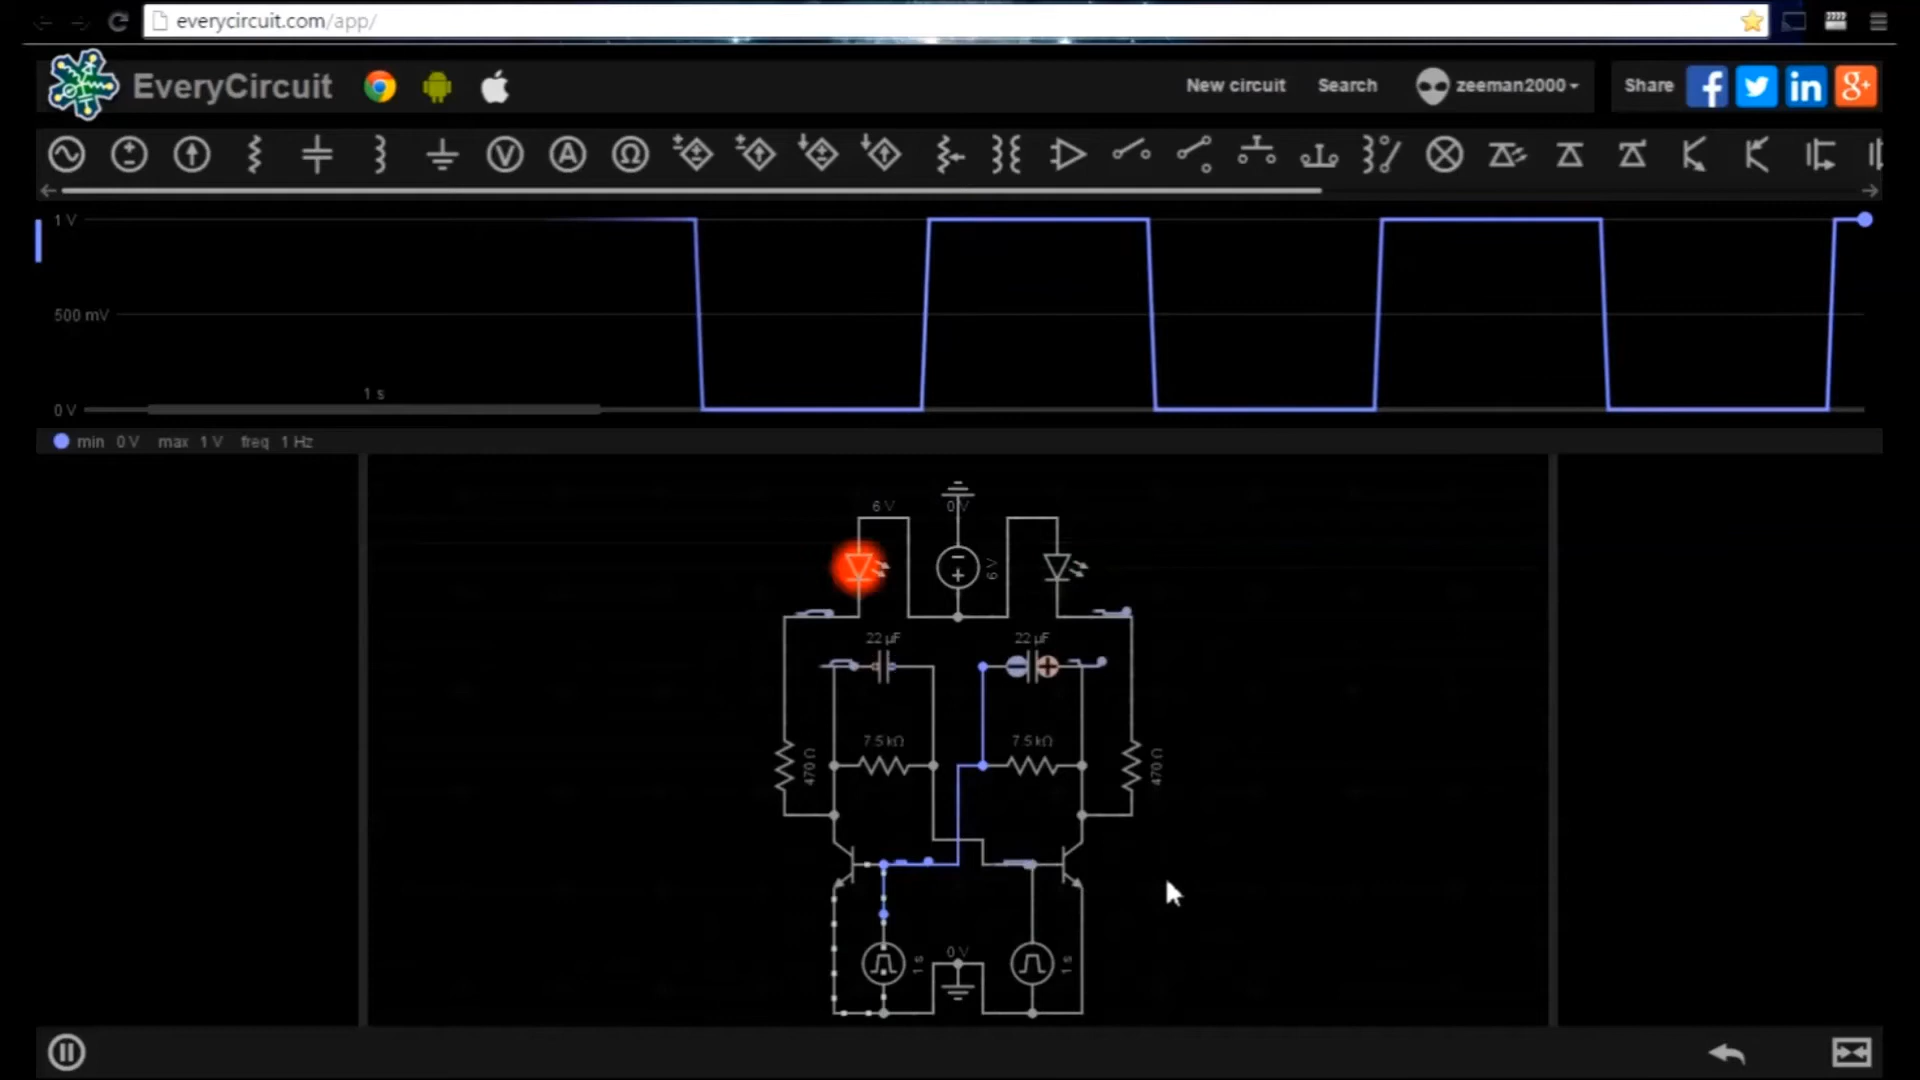 everycircuit.com/app/
EveryCircuit
New circuit
Search
zeeman2000
Share
f
in
g+
V
A
Ω
1 V
500 mV
1 s
0 V
min 0 V max 1 V freq 1 Hz
6 V
0 V
6 V
22 µF
22 µF
7.5 kΩ
7.5 kΩ
470 Ω
470 Ω
0 V
1 s
1 s